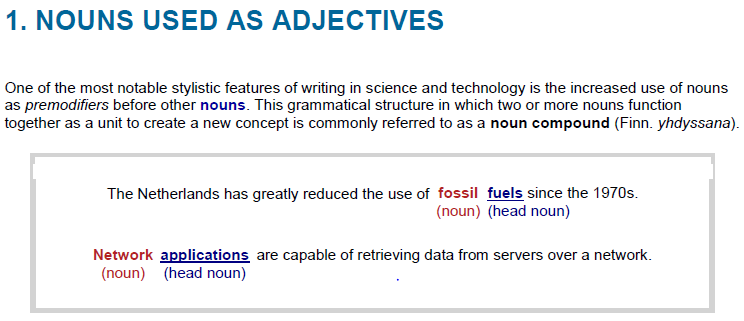 1. NOUNS USED AS ADJECTIVES
One of the most notable stylistic features of writing in science and technology is the increased use of nouns
as premodifiers before other nouns. This grammatical structure in which two or more nouns function
together as a unit to create a new concept is commonly referred to as a noun compound (Finn. yhdyssana).
The Netherlands has greatly reduced the use of fossil fuels since the 1970s.
(noun) (head noun)
Network applications are capable of retrieving data from servers over a network.
(noun) (head noun)